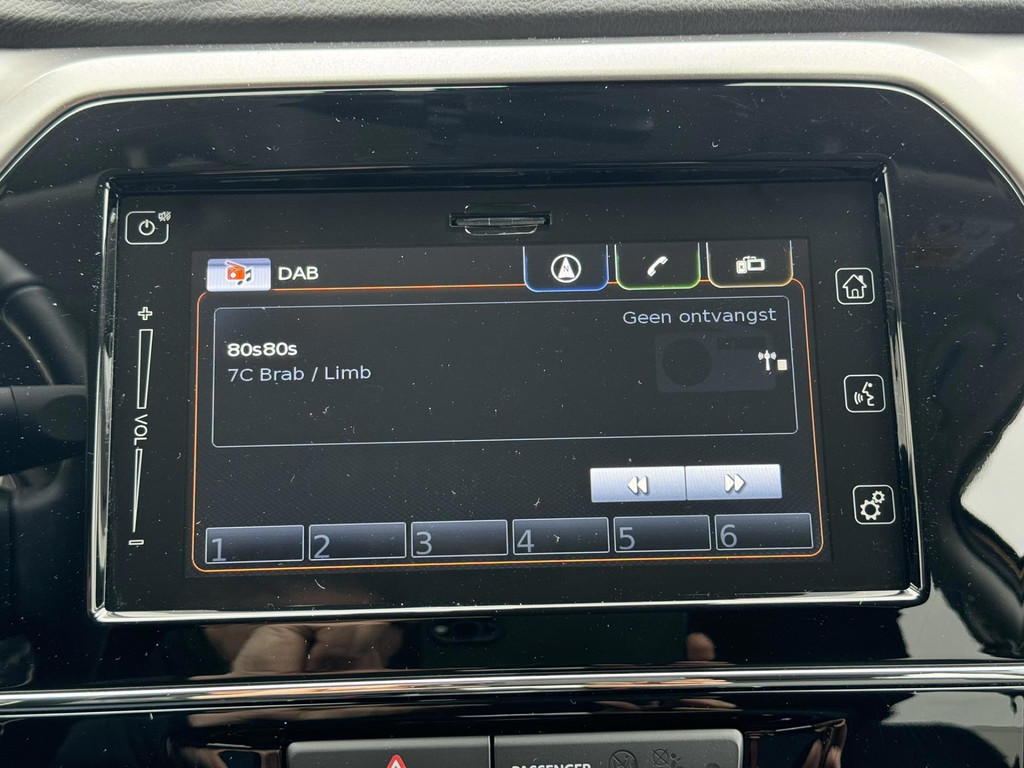 DAB
Geen ontvangst
80s80s
7C Brab / Limb
+
VOL
-
1 2 3 4 5 6
PASSENGER